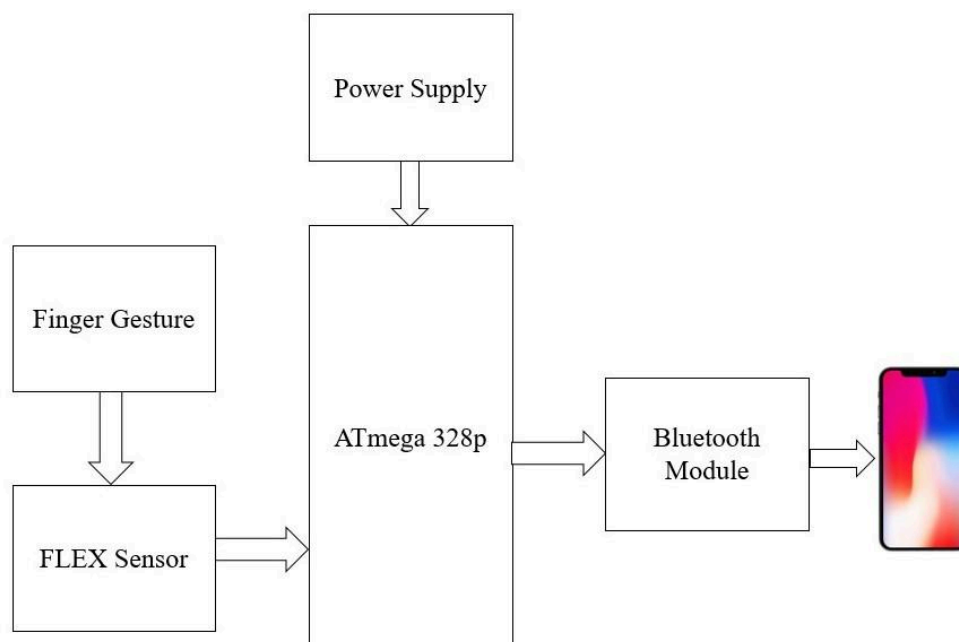 Power Supply
Finger Gesture
ATmega 328p
Bluetooth
Module
FLEX Sensor